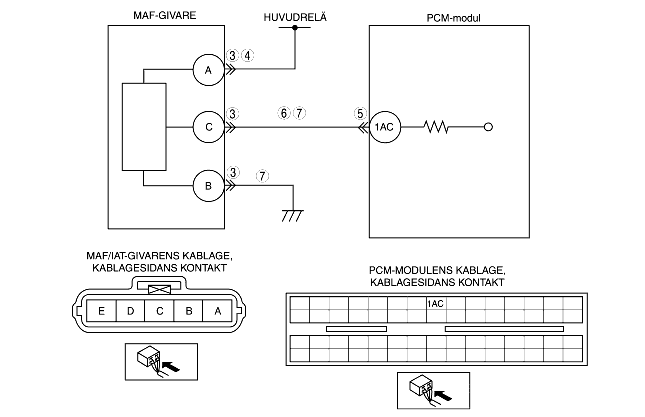 MAF-GIVARE
HUVUDRELÄ
PCM-modul
A
3 4
C
3
6 7
5
1AC
B
3
7
MAF/IAT-GIVARENS KABLAGE,
KABLAGESIDANS KONTAKT
E D C B A
PCM-MODULENS KABLAGE,
KABLAGESIDANS KONTAKT
1AC